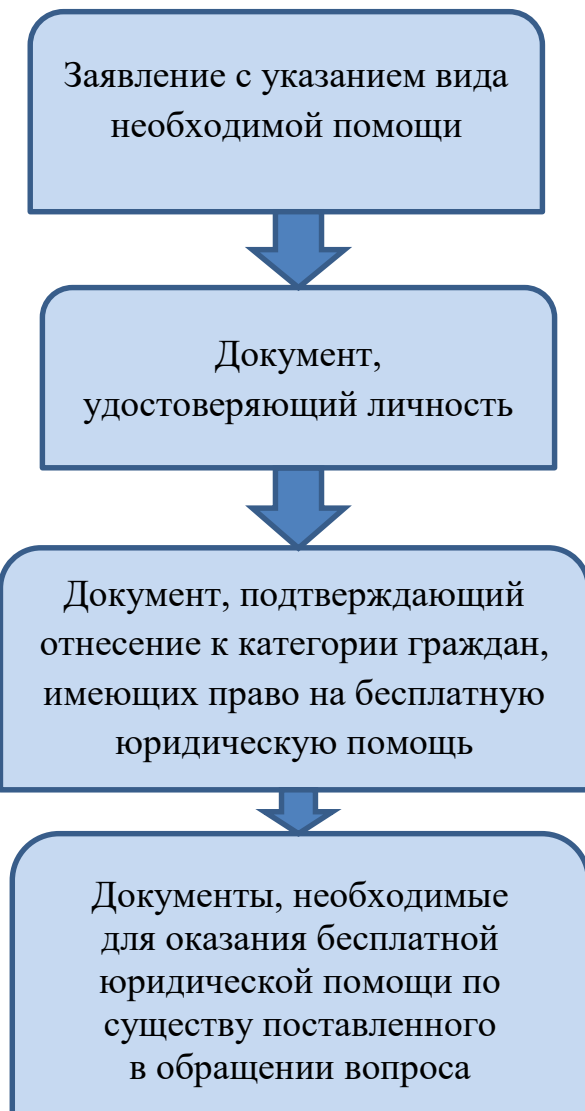 Заявление с указанием вида
необходимой помощи
Документ,
удостоверяющий личность
Документ, подтверждающий
отнесение к категории граждан,
имеющих право на бесплатную
юридическую помощь
Документы, необходимые
для оказания бесплатной
юридической помощи по
существу поставленного
в обращении вопроса